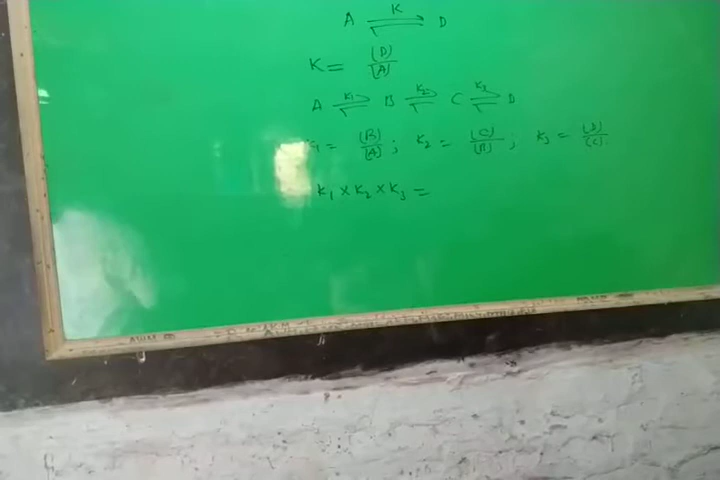 A ⇌ D
K
K = [D]/[A]
A ⇌ B ⇌ C ⇌ D
K₁ K₂ K₃
K₁ = [B]/[A] ; K₂ = [C]/[B] ; K₃ = [D]/[C]
K₁ × K₂ × K₃ =